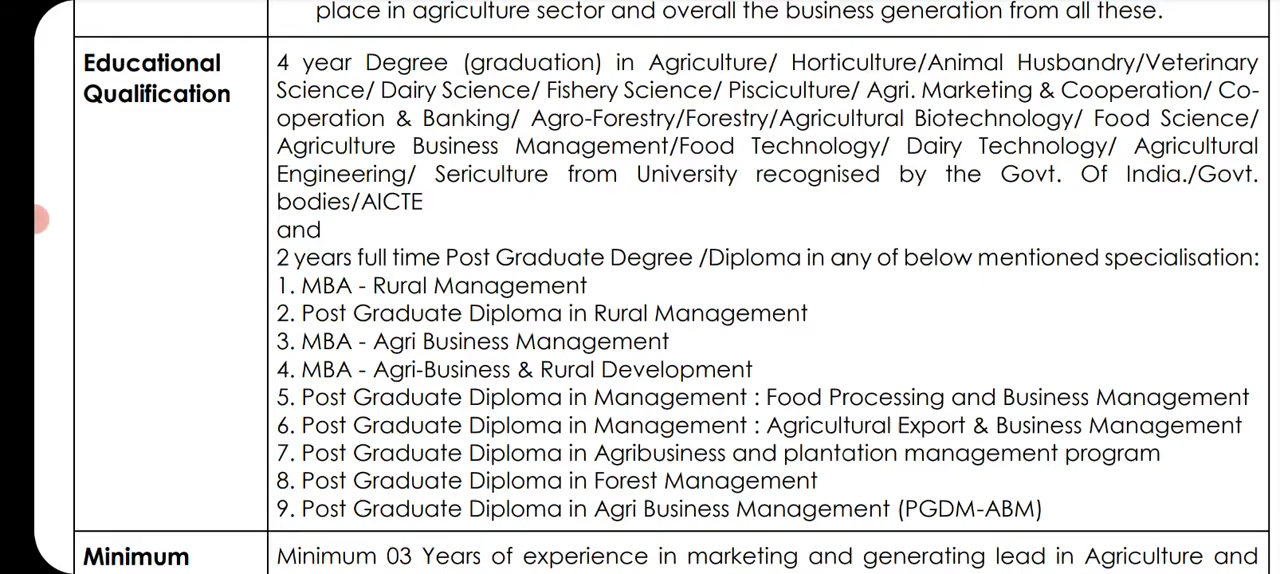 place in agriculture sector and overall the business generation from all these.
Educational
Qualification
4 year Degree (graduation) in Agriculture/ Horticulture/Animal Husbandry/Veterinary
Science/ Dairy Science/ Fishery Science/ Pisciculture/ Agri. Marketing & Cooperation/ Co-
operation & Banking/ Agro-Forestry/Forestry/Agricultural Biotechnology/ Food Science/
Agriculture Business Management/Food Technology/ Dairy Technology/ Agricultural
Engineering/ Sericulture from University recognised by the Govt. Of India./Govt.
bodies/AICTE
and
2 years full time Post Graduate Degree /Diploma in any of below mentioned specialisation:
1. MBA - Rural Management
2. Post Graduate Diploma in Rural Management
3. MBA - Agri Business Management
4. MBA - Agri-Business & Rural Development
5. Post Graduate Diploma in Management : Food Processing and Business Management
6. Post Graduate Diploma in Management : Agricultural Export & Business Management
7. Post Graduate Diploma in Agribusiness and plantation management program
8. Post Graduate Diploma in Forest Management
9. Post Graduate Diploma in Agri Business Management (PGDM-ABM)
Minimum
Minimum 03 Years of experience in marketing and generating lead in Agriculture and